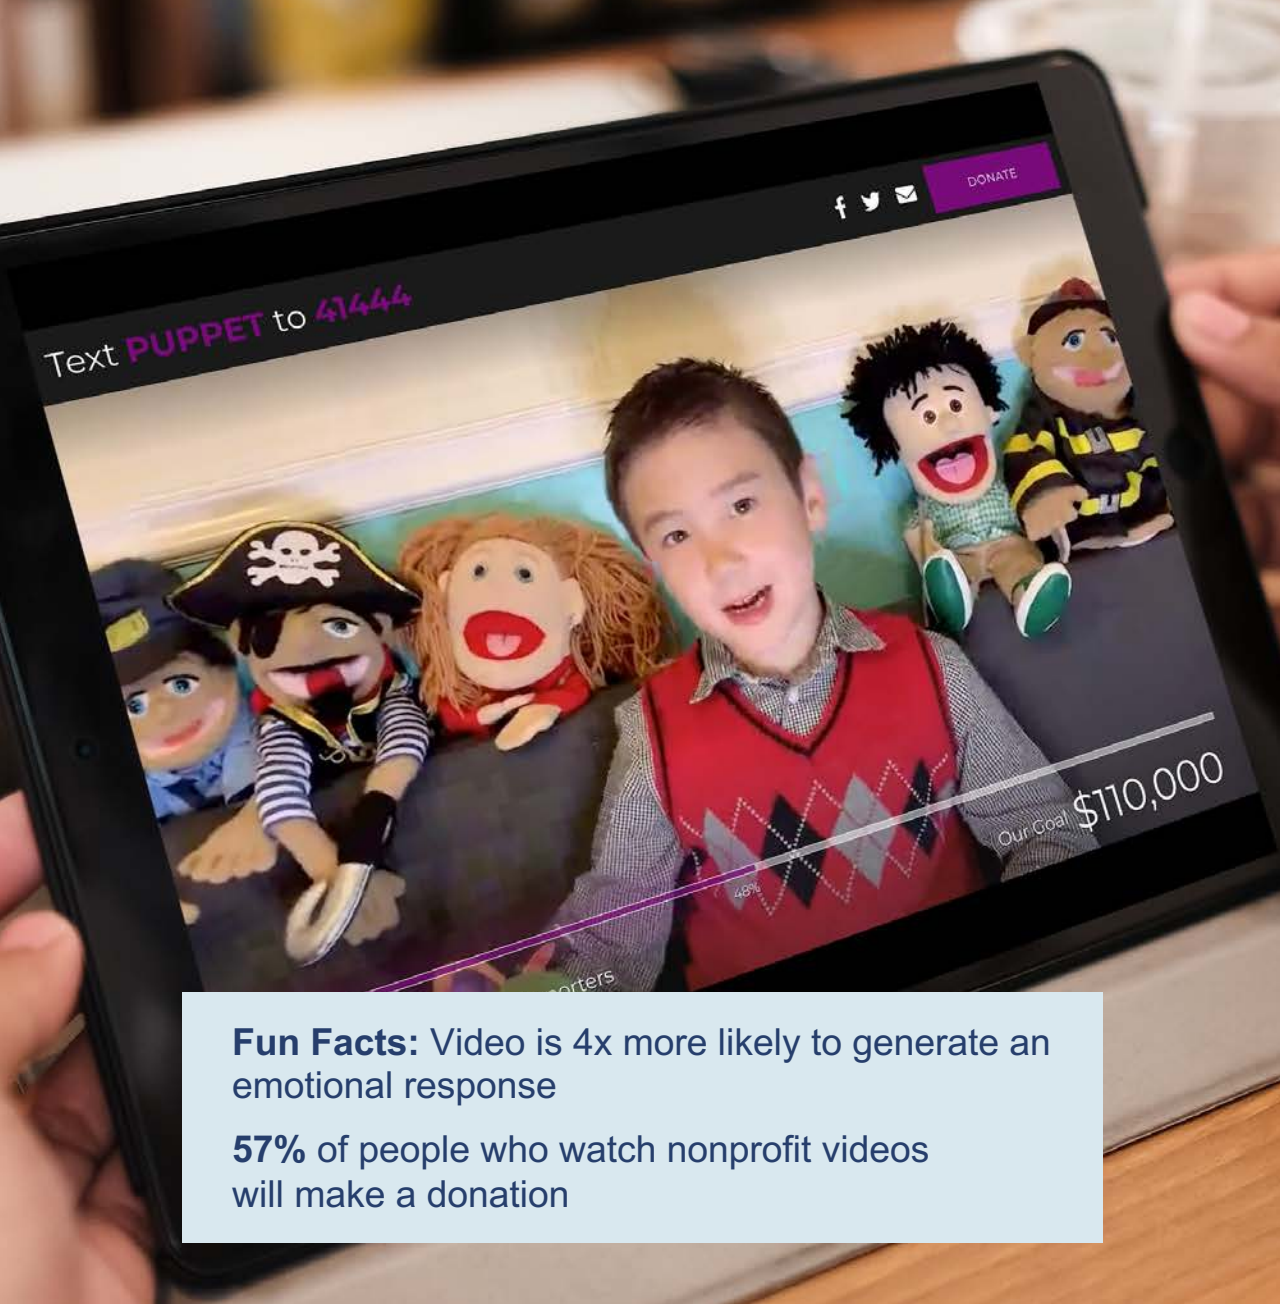 DONATE
Text PUPPET to 41444
Our Goal $110,000
48%
Fun Facts: Video is 4x more likely to generate an
emotional response
57% of people who watch nonprofit videos
will make a donation